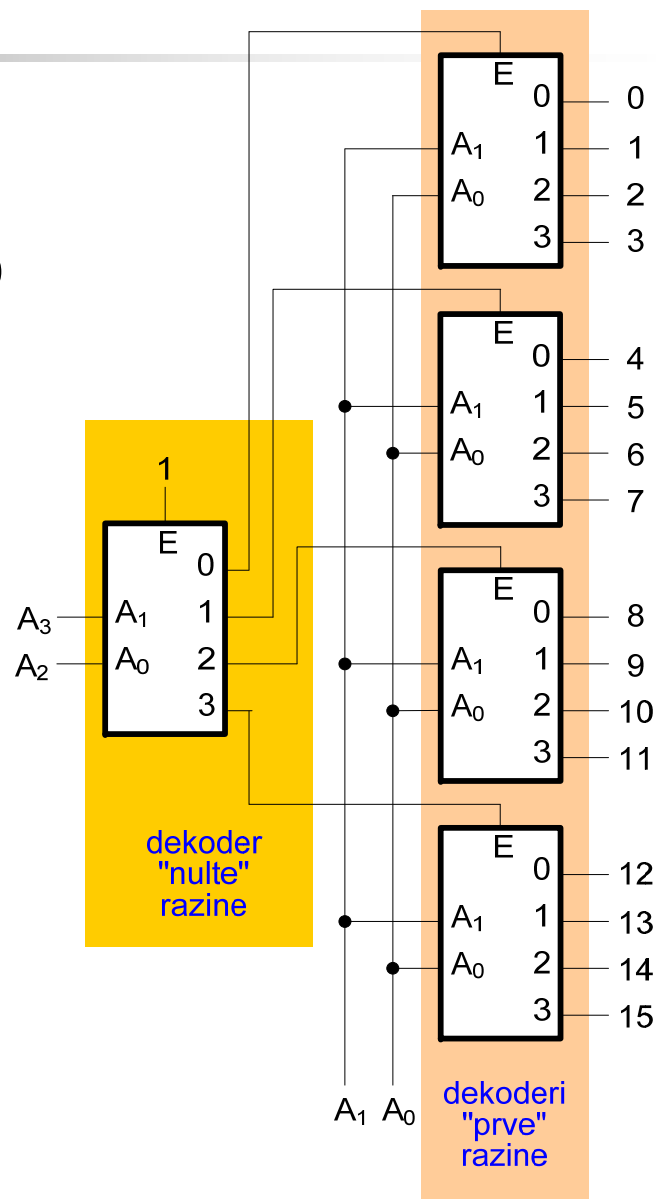 E
0 0
A₁ 1 1
A₀ 2 2
3 3
)
E
0 4
A₁ 1 5
A₀ 2 6
3 7
1
E
0
A₃ A₁ 1
A₂ A₀ 2
3
E
0 8
A₁ 1 9
A₀ 2 10
3 11
dekoder
"nulte"
razine
E
0 12
A₁ 1 13
A₀ 2 14
3 15
A₁ A₀
dekoderi
"prve"
razine